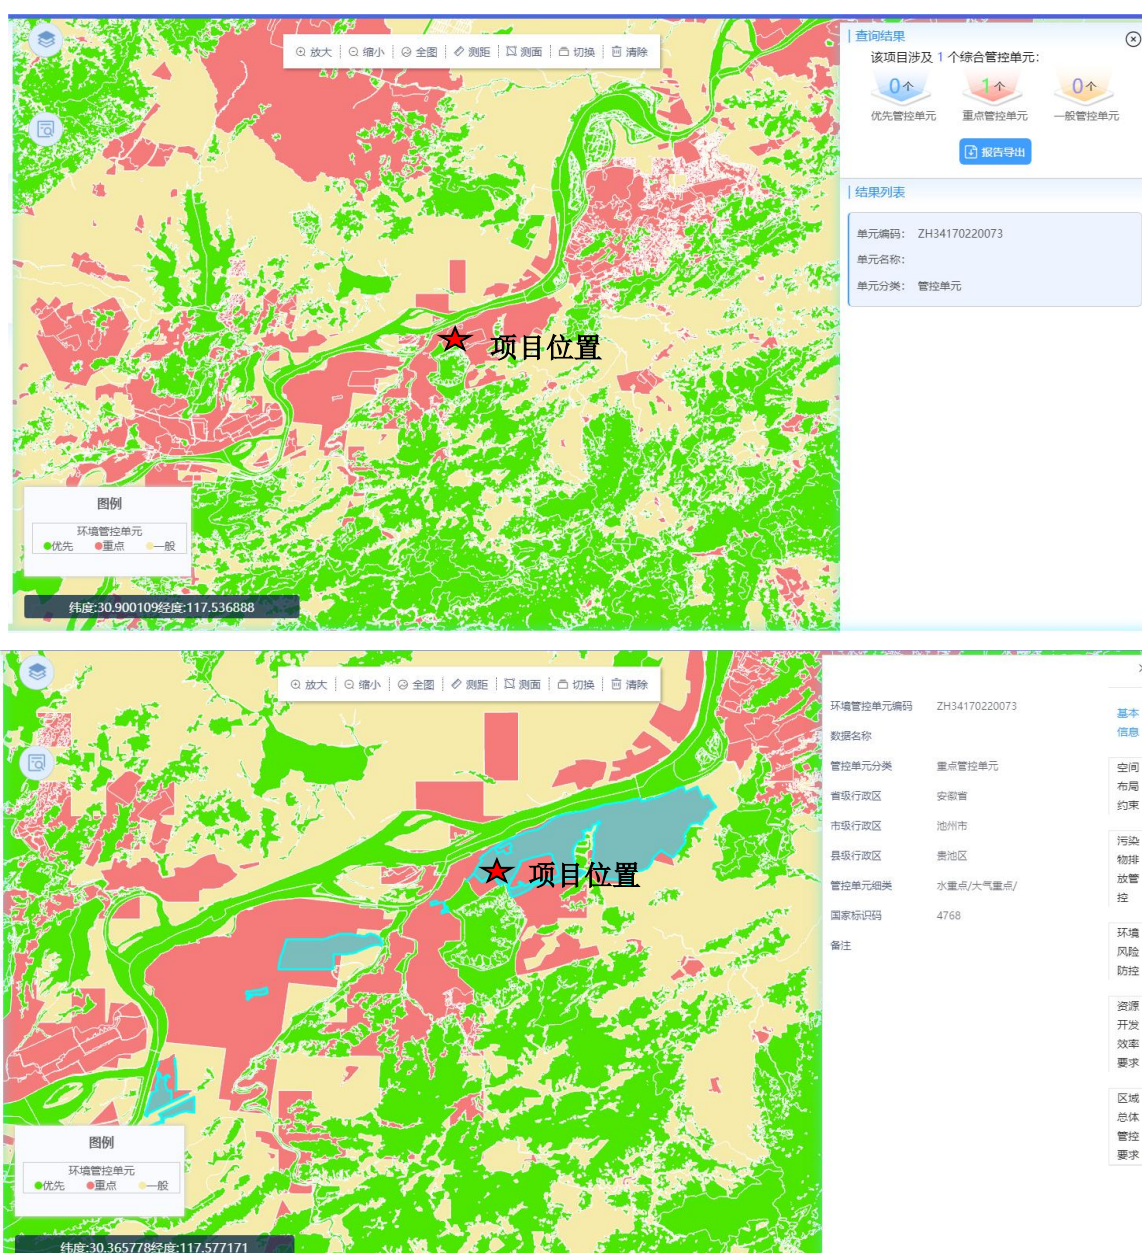 放大 缩小 全图 测距 测面 切换 清除
查询结果
该项目涉及 1 个综合管控单元：
0个 1个 0个
优先管控单元 重点管控单元 一般管控单元
报告导出
结果列表
单元编码： ZH34170220073
单元名称：
单元分类： 管控单元
项目位置
图例
环境管控单元
优先 重点 一般
纬度:30.900109经度:117.536888
放大 缩小 全图 测距 测面 切换 清除
环境管控单元编码 ZH34170220073
数据名称
管控单元分类 重点管控单元
省级行政区 安徽省
市级行政区 池州市
县级行政区 贵池区
管控单元细类 水重点/大气重点/
国家标识码 4768
备注
基本
信息
空间
布局
约束
污染
物排
放管
控
环境
风险
防控
资源
开发
效率
要求
区域
总体
管控
要求
项目位置
图例
环境管控单元
优先 重点 一般
纬度:30.365778经度:117.577171